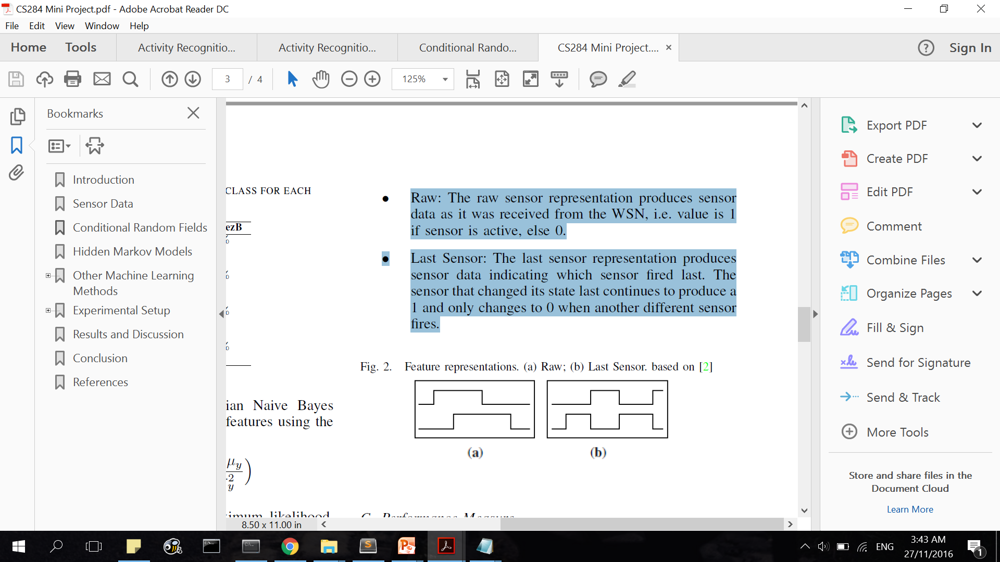 CS284 Mini Project.pdf - Adobe Acrobat Reader DC
File Edit View Window Help
Home Tools Activity Recognitio... Activity Recognitio... Conditional Rando... CS284 Mini Project.... Sign In
3 / 4 125%
Bookmarks
Introduction
Sensor Data
Conditional Random Fields
Hidden Markov Models
Other Machine Learning
Methods
Experimental Setup
Results and Discussion
Conclusion
References
CLASS FOR EACH
ezB
ian Naive Bayes
features using the
μy
2
y
imum likelihood
8.50 x 11.00 in
• Raw: The raw sensor representation produces sensor
data as it was received from the WSN, i.e. value is 1
if sensor is active, else 0.
• Last Sensor: The last sensor representation produces
sensor data indicating which sensor fired last. The
sensor that changed its state last continues to produce a
1 and only changes to 0 when another different sensor
fires.
Fig. 2. Feature representations. (a) Raw; (b) Last Sensor. based on [2]
(a) (b)
Export PDF
Create PDF
Edit PDF
Comment
Combine Files
Organize Pages
Fill & Sign
Send for Signature
Send & Track
More Tools
Store and share files in the
Document Cloud
Learn More
ENG
3:43 AM
27/11/2016
1